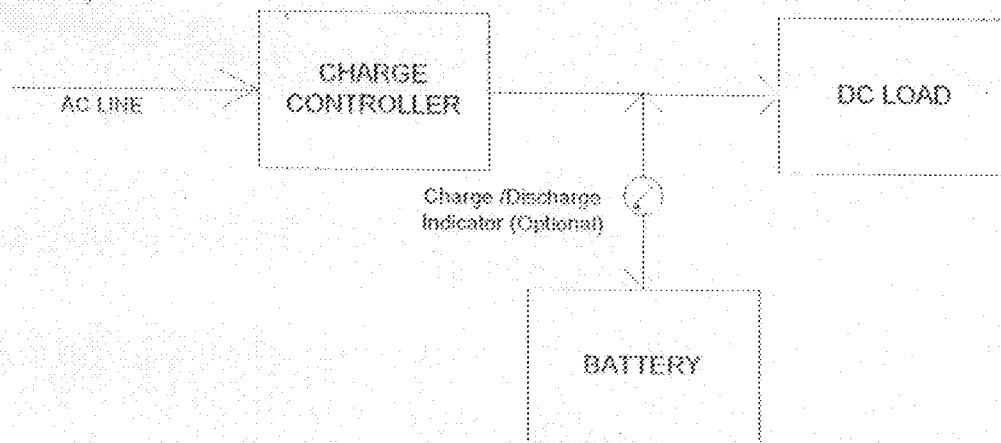 CHARGE
CONTROLLER
AC LINE
DC LOAD
Charge /Discharge
Indicator (Optional)
BATTERY